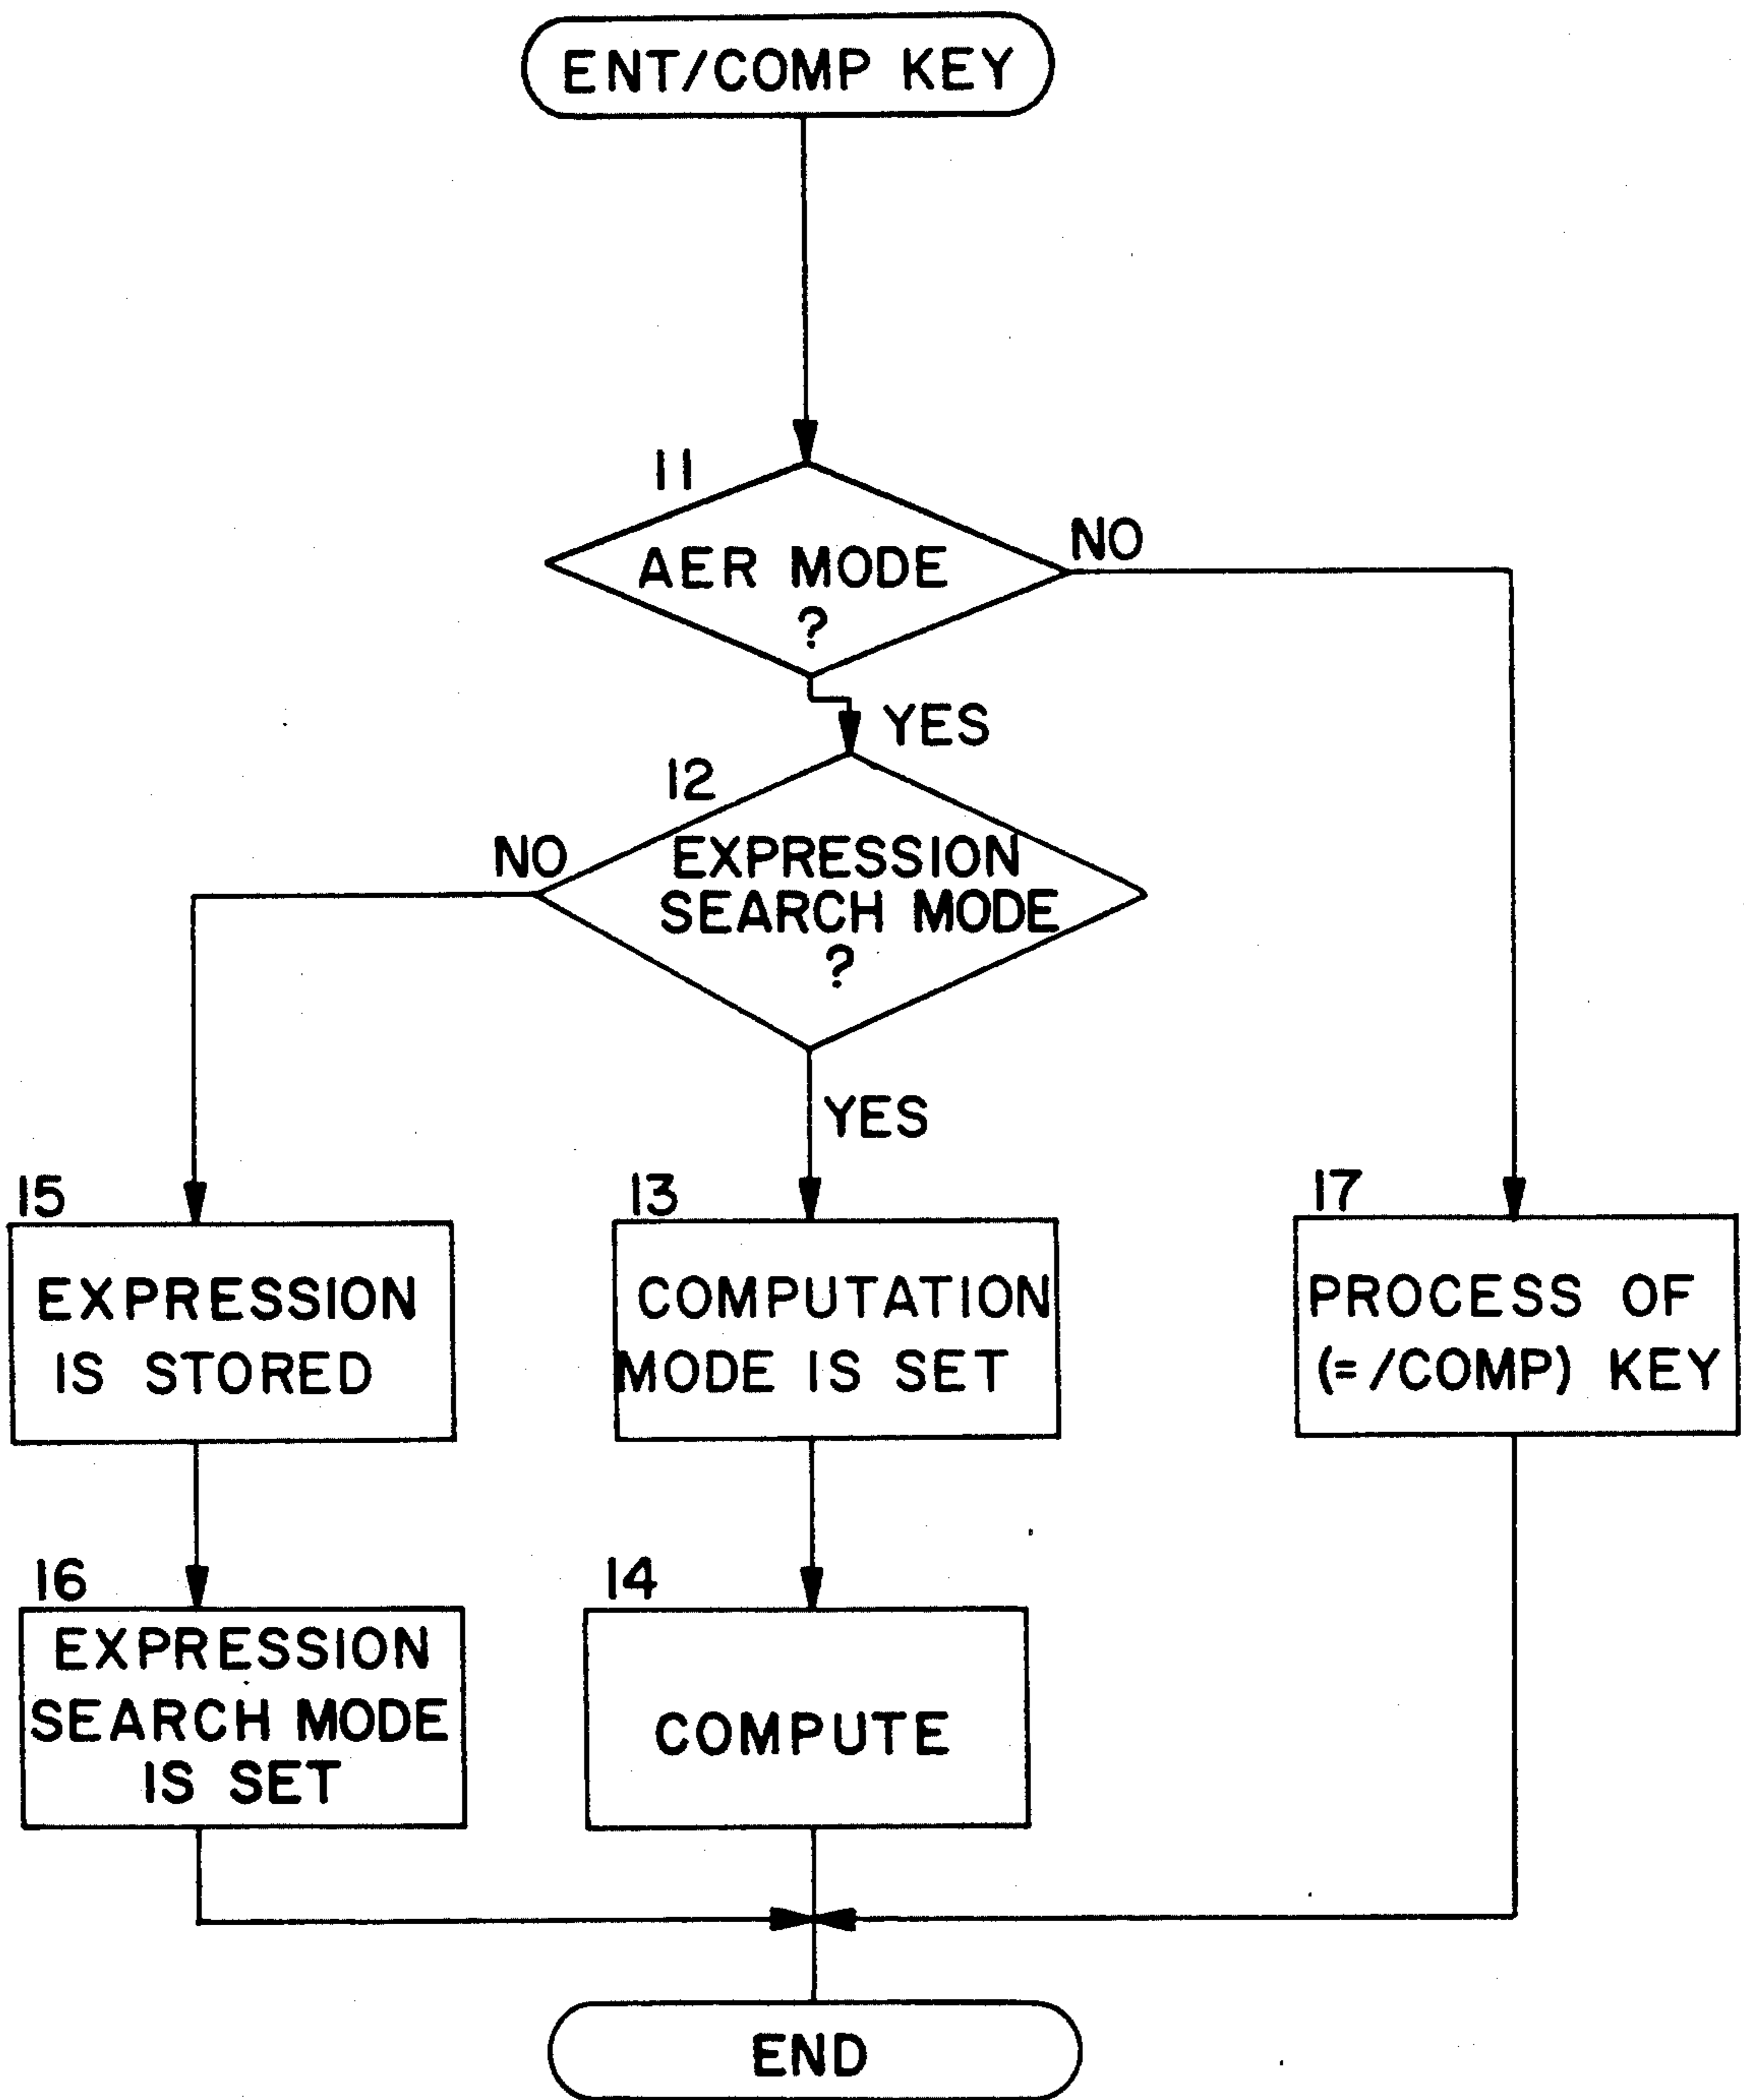 ENT/COMP KEY
11
AER MODE
?
NO
YES
12
NO
EXPRESSION
SEARCH MODE
?
YES
15
EXPRESSION
IS STORED
13
COMPUTATION
MODE IS SET
17
PROCESS OF
(=/COMP) KEY
16
EXPRESSION
SEARCH MODE
IS SET
14
COMPUTE
END